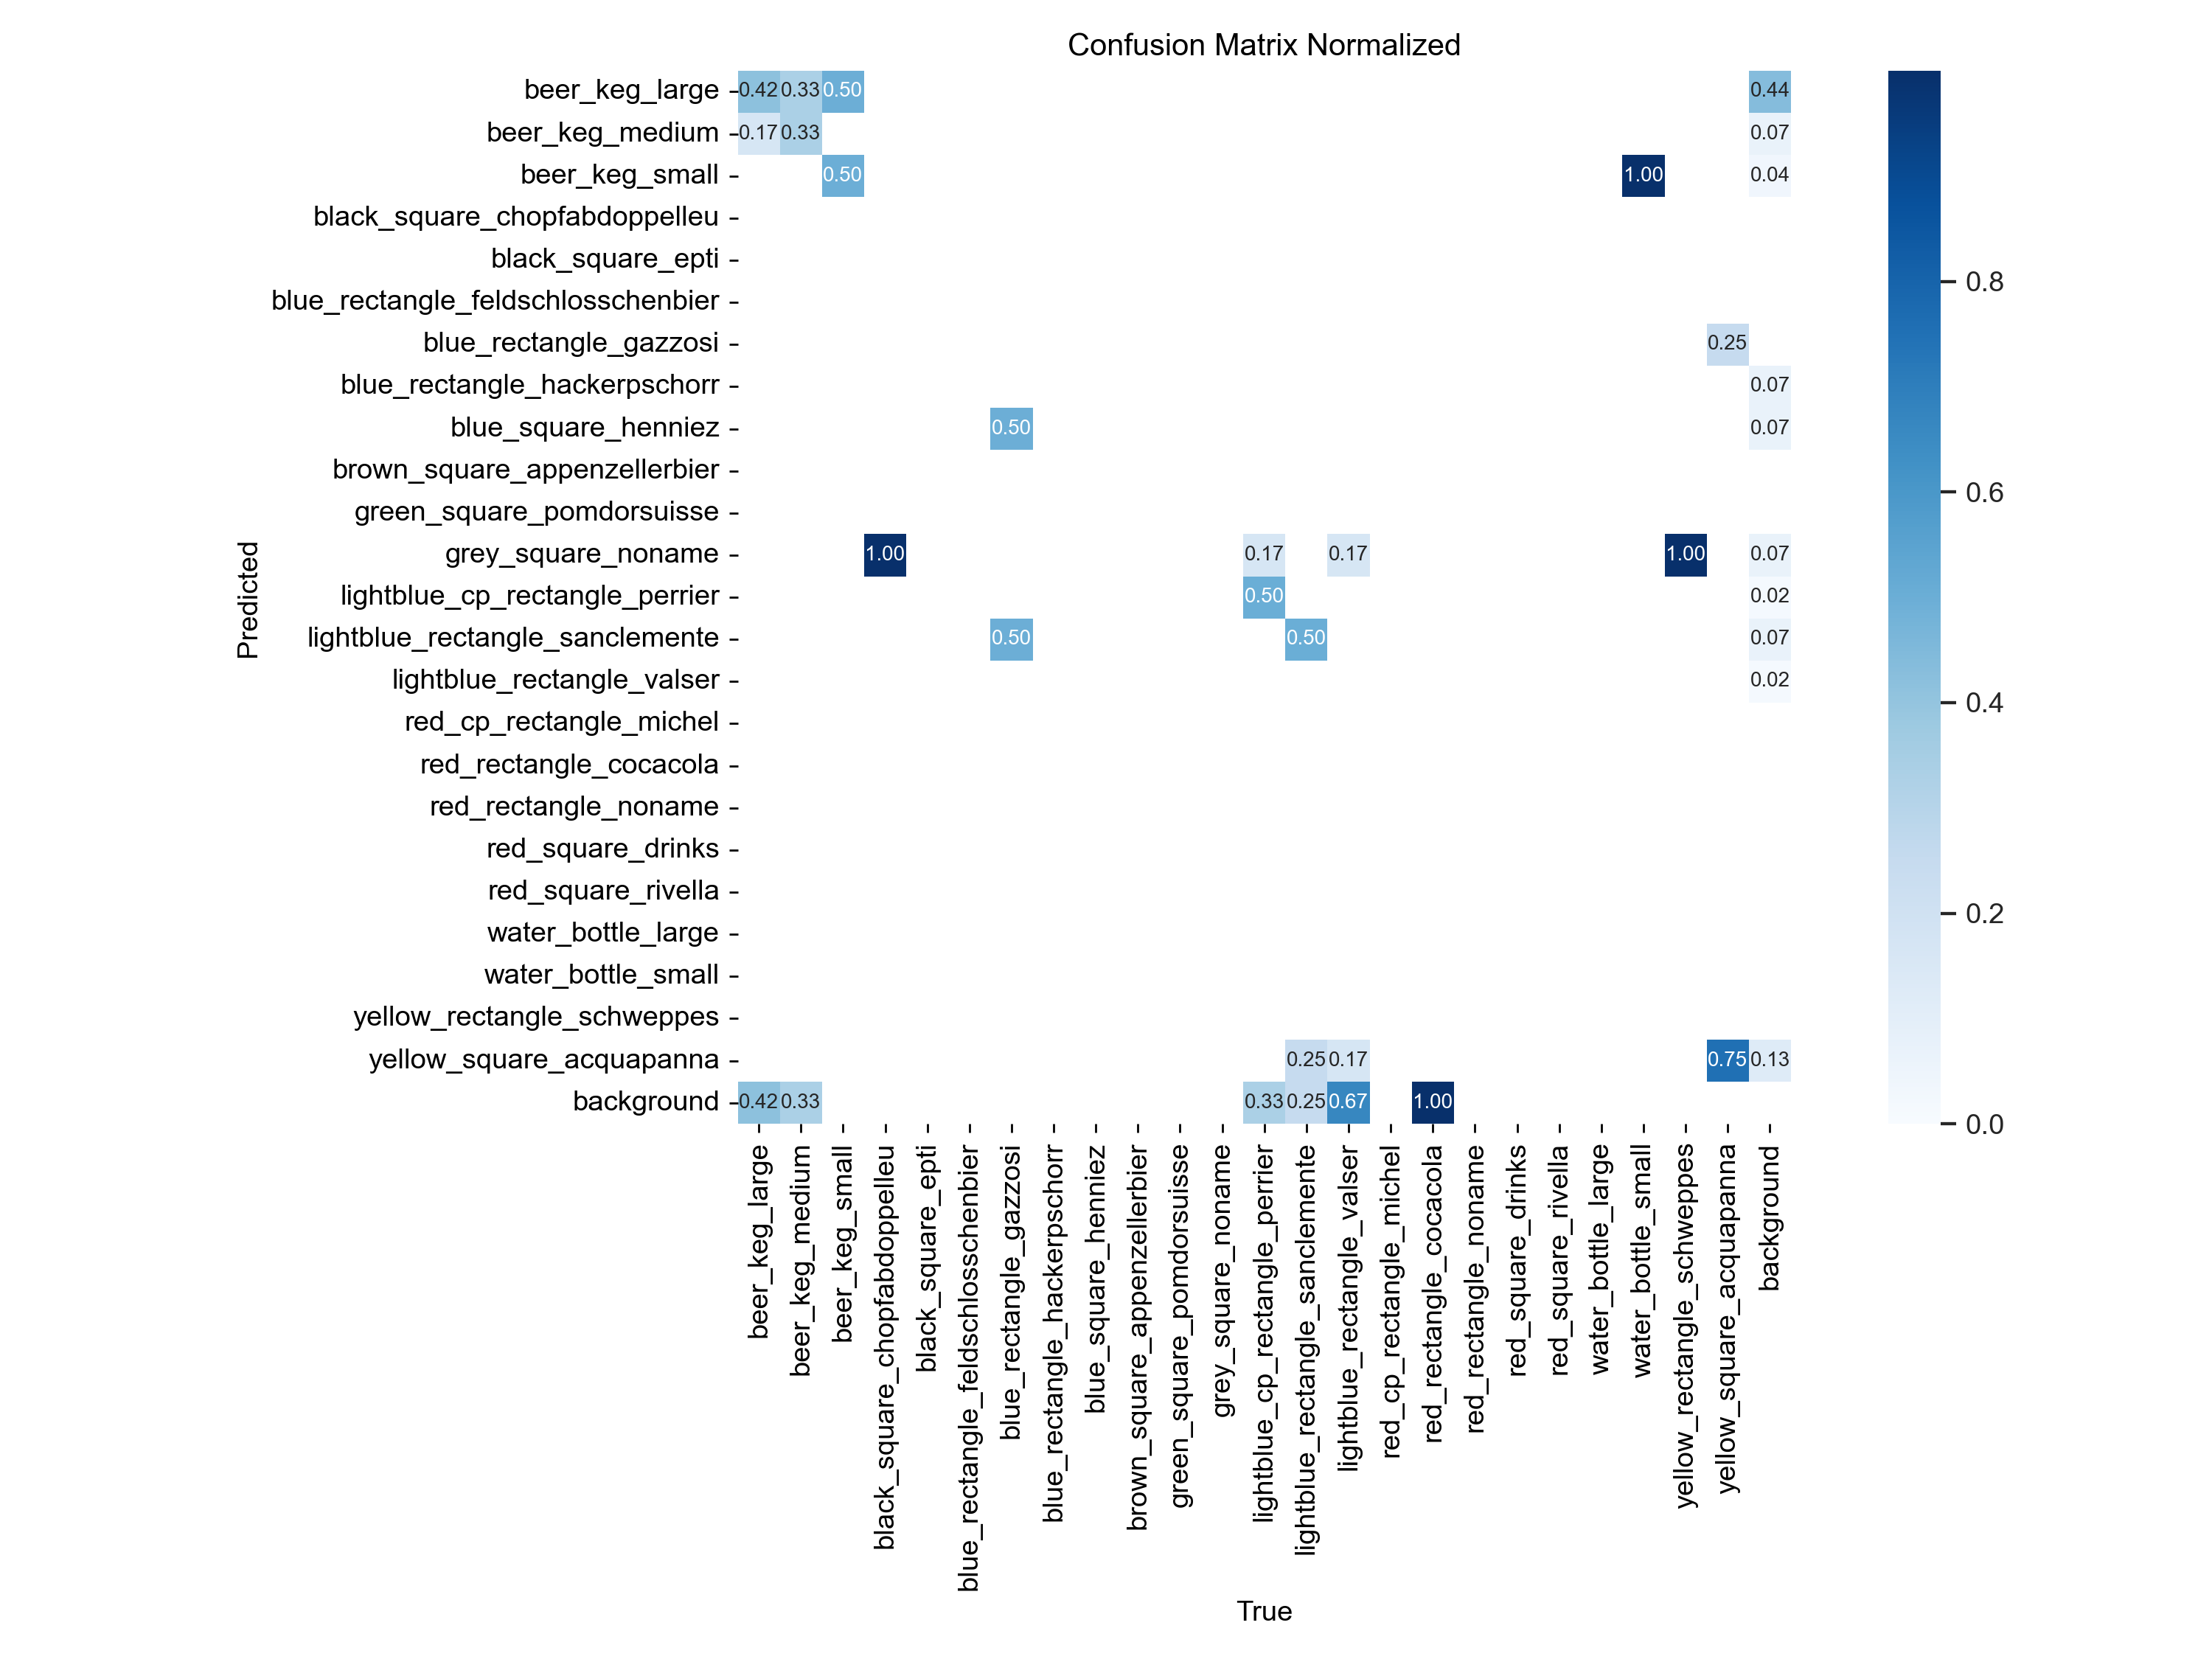 Confusion Matrix Normalized
beer_keg_large 0.42 0.33 0.50 0.44
beer_keg_medium 0.17 0.33 0.07
beer_keg_small 0.50 1.00 0.04
black_square_chopfabdoppelleu
black_square_epti
blue_rectangle_feldschlosschenbier
blue_rectangle_gazzosi 0.25
blue_rectangle_hackerpschorr 0.07
blue_square_henniez 0.50 0.07
brown_square_appenzellerbier
green_square_pomdorsuisse
grey_square_noname 1.00 0.17 0.17 1.00 0.07
lightblue_cp_rectangle_perrier 0.50 0.02
lightblue_rectangle_sanclemente 0.50 0.50 0.07
lightblue_rectangle_valser 0.02
red_cp_rectangle_michel
red_rectangle_cocacola
red_rectangle_noname
red_square_drinks
red_square_rivella
water_bottle_large
water_bottle_small
yellow_rectangle_schweppes
yellow_square_acquapanna 0.25 0.17 0.75 0.13
background 0.42 0.33 0.33 0.25 0.67 1.00
Predicted
beer_keg_large
beer_keg_medium
beer_keg_small
black_square_chopfabdoppelleu
black_square_epti
blue_rectangle_feldschlosschenbier
blue_rectangle_gazzosi
blue_rectangle_hackerpschorr
blue_square_henniez
brown_square_appenzellerbier
green_square_pomdorsuisse
grey_square_noname
lightblue_cp_rectangle_perrier
lightblue_rectangle_sanclemente
lightblue_rectangle_valser
red_cp_rectangle_michel
red_rectangle_cocacola
red_rectangle_noname
red_square_drinks
red_square_rivella
water_bottle_large
water_bottle_small
yellow_rectangle_schweppes
yellow_square_acquapanna
background
True
0.8
0.6
0.4
0.2
0.0